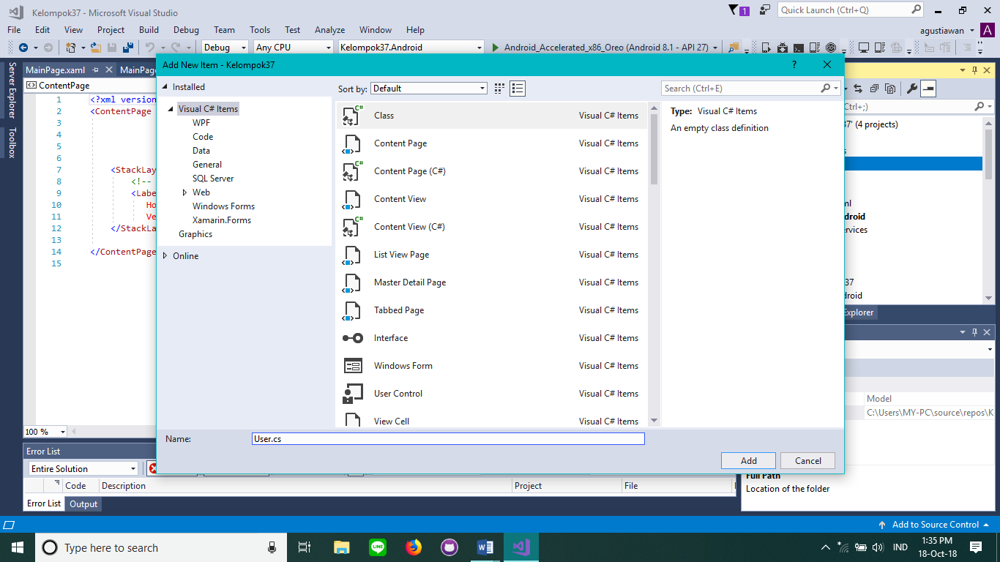 Kelompok37 - Microsoft Visual Studio
1
Quick Launch (Ctrl+Q)
File Edit View Project Build Debug Team Tools Test Analyze Window Help
agustiawan
A
Debug Any CPU Kelompok37.Android Android_Accelerated_x86_Oreo (Android 8.1 - API 27)
Server Explorer
Toolbox
MainPage.xaml
MainPag
ContentPage
1 <?xml version
2 <ContentPage
3
4
5
6
7 <StackLay
8 <!--
9 <Labe
10 Ho
11 Ve
12 </StackLa
13
14 </ContentPage
15
100 %
Add New Item - Kelompok37
?
Installed
Visual C# Items
WPF
Code
Data
General
SQL Server
Web
Windows Forms
Xamarin.Forms
Graphics
Online
Sort by: Default
Class Visual C# Items
Content Page Visual C# Items
Content Page (C#) Visual C# Items
Content View Visual C# Items
Content View (C#) Visual C# Items
List View Page Visual C# Items
Master Detail Page Visual C# Items
Tabbed Page Visual C# Items
Interface Visual C# Items
Windows Form Visual C# Items
User Control Visual C# Items
View Cell Visual C# Items
Search (Ctrl+E)
Type: Visual C# Items
An empty class definition
Name: User.cs
Add Cancel
Ctrl+;)
37' (4 projects)
ml
droid
ervices
37
droid
Explorer
Model
C:\Users\MY-PC\source\repos\K
Full Path
Location of the folder
Error List
Entire Solution
Code Description Project File
Error List Output
Add to Source Control
Type here to search
IND
1:35 PM
18-Oct-18